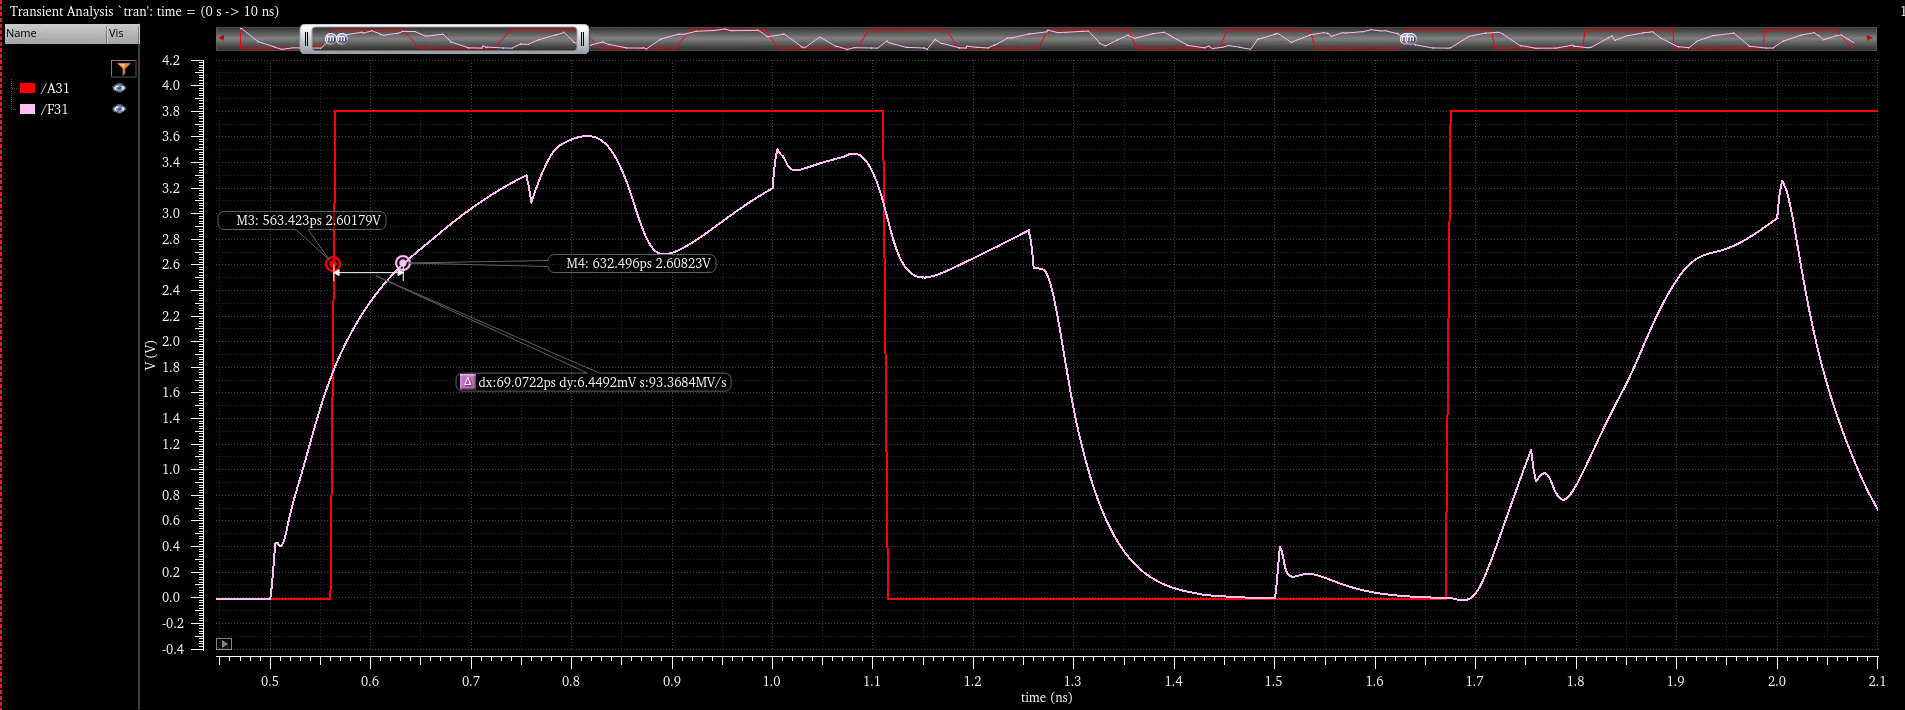 Transient Analysis `tran': time = (0 s -> 10 ns)
1
Name Vis
/A31
/F31
4.2
4.0
3.8
3.6
3.4
3.2
3.0
2.8
2.6
2.4
2.2
2.0
1.8
1.6
1.4
1.2
1.0
0.8
0.6
0.4
0.2
0.0
-0.2
-0.4
V (V)
m m
m m
M3: 563.423ps 2.60179V
M4: 632.496ps 2.60823V
Δ dx:69.0722ps dy:6.4492mV s:93.3684MV/s
0.5 0.6 0.7 0.8 0.9 1.0 1.1 1.2 1.3 1.4 1.5 1.6 1.7 1.8 1.9 2.0 2.1
time (ns)